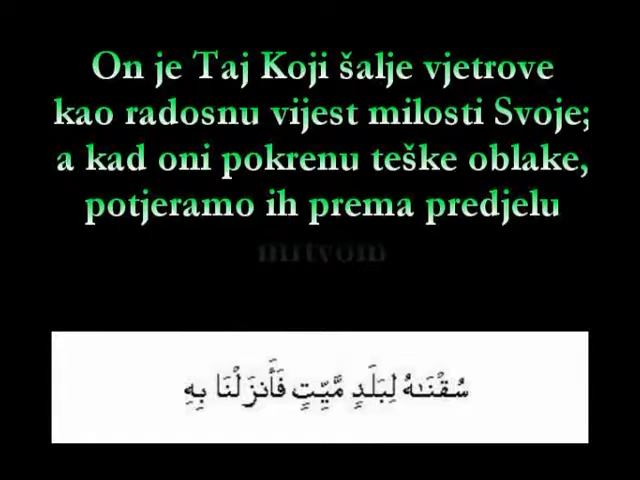 On je Taj Koji šalje vjetrove
kao radosnu vijest milosti Svoje;
a kad oni pokrenu teške oblake,
potjeramo ih prema predjelu
mrtvom
سُقْنَـٰهُ لِبَلَدٍ مَّيِّتٍ فَأَنزَلْنَا بِهِ